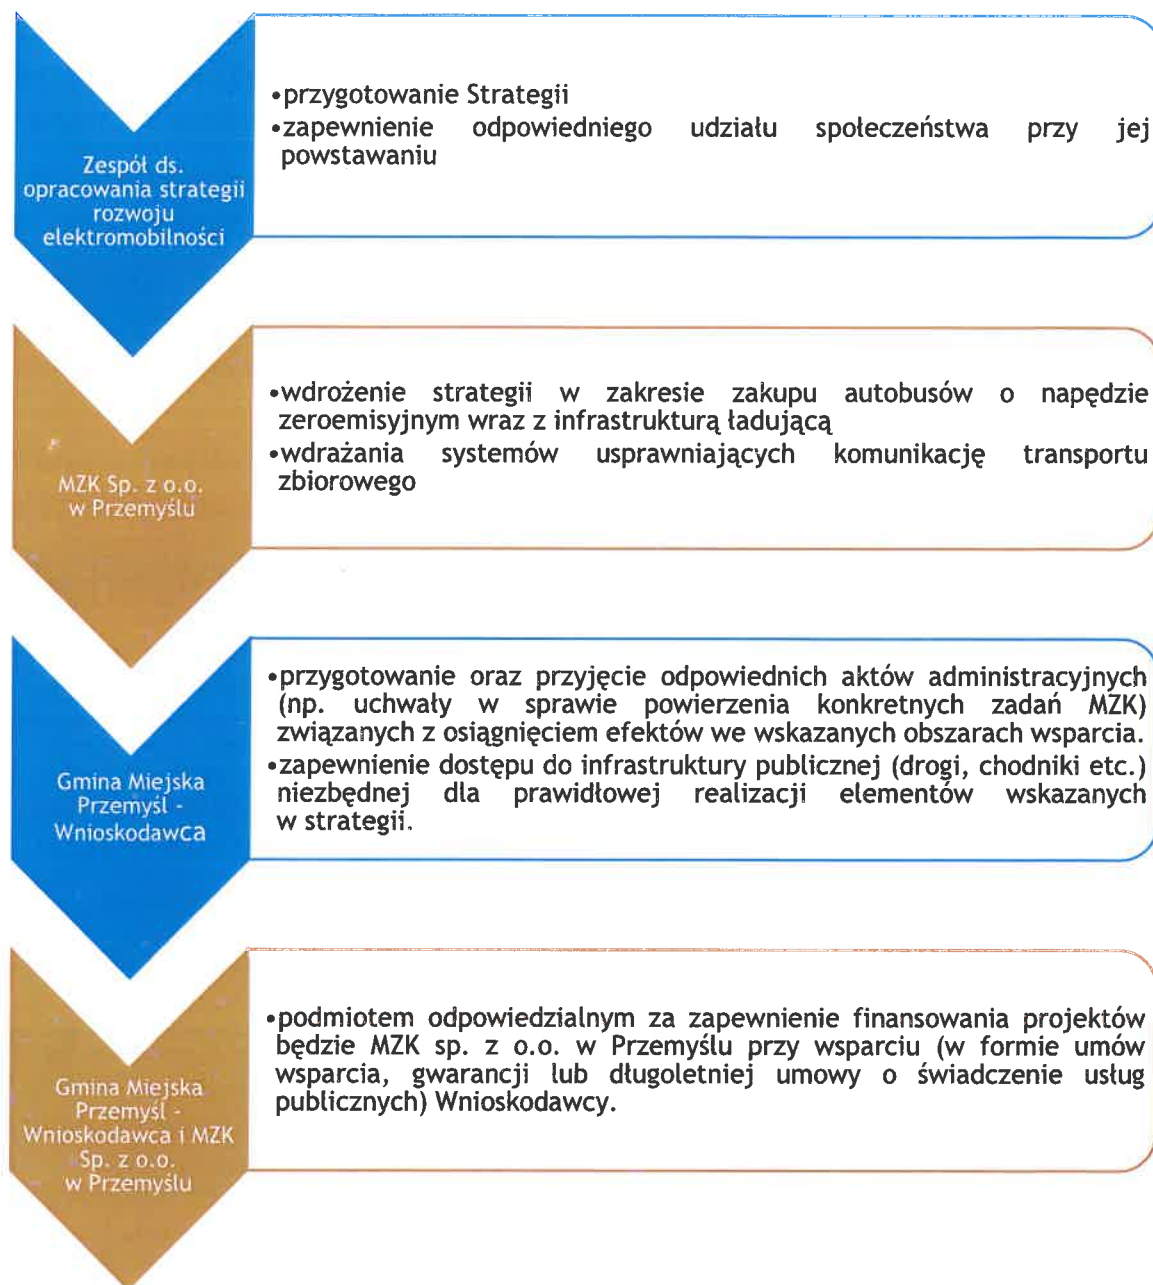 Zespół ds.
opracowania strategii
rozwoju
elektromobilności
•przygotowanie Strategii
•zapewnienie odpowiedniego udziału społeczeństwa przy jej
powstawaniu
MZK Sp. z o.o.
w Przemyślu
•wdrożenie strategii w zakresie zakupu autobusów o napędzie
zeroemisyjnym wraz z infrastrukturą ładującą
•wdrażania systemów usprawniających komunikację transportu
zbiorowego
Gmina Miejska
Przemyśl -
Wnioskodawca
•przygotowanie oraz przyjęcie odpowiednich aktów administracyjnych
(np. uchwały w sprawie powierzenia konkretnych zadań MZK)
związanych z osiągnięciem efektów we wskazanych obszarach wsparcia.
•zapewnienie dostępu do infrastruktury publicznej (drogi, chodniki etc.)
niezbędnej dla prawidłowej realizacji elementów wskazanych
w strategii.
Gmina Miejska
Przemyśl -
Wnioskodawca i MZK
Sp. z o.o.
w Przemyślu
•podmiotem odpowiedzialnym za zapewnienie finansowania projektów
będzie MZK sp. z o.o. w Przemyślu przy wsparciu (w formie umów
wsparcia, gwarancji lub długoletniej umowy o świadczenie usług
publicznych) Wnioskodawcy.